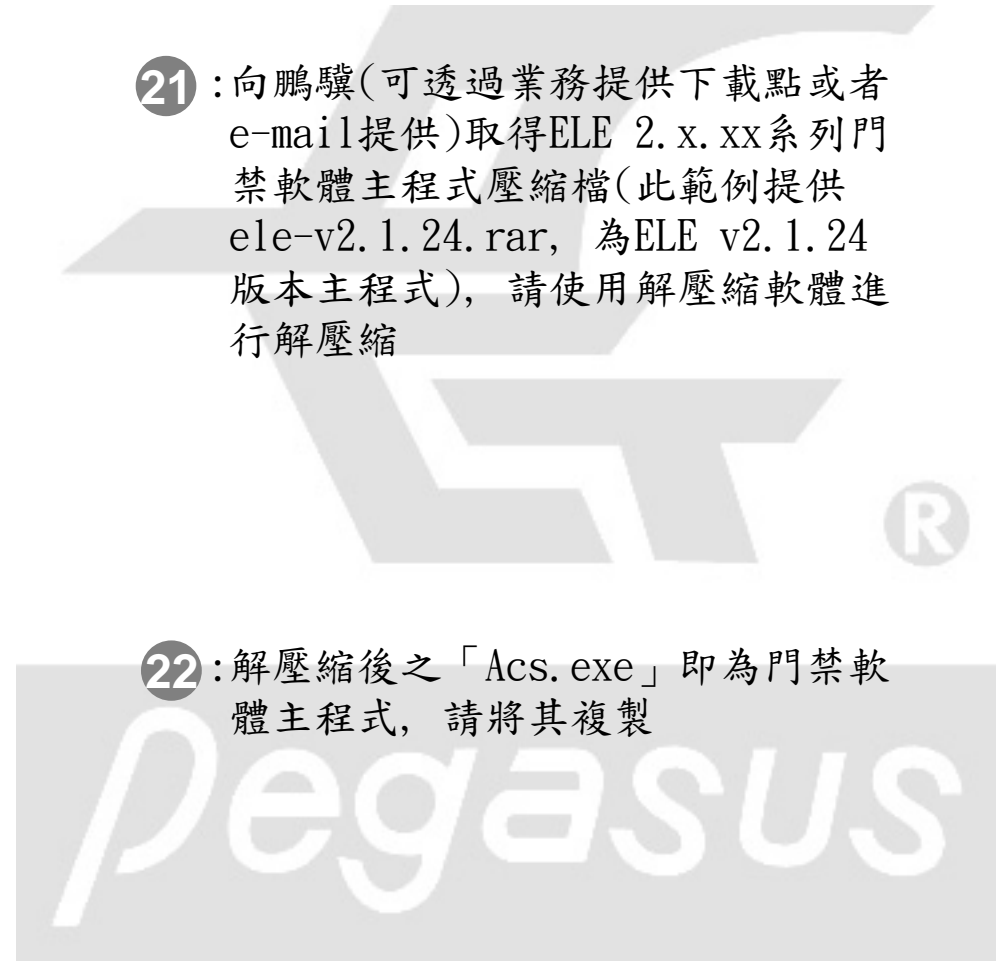 21:向鵬驥(可透過業務提供下載點或者
e-mail提供)取得ELE 2.x.xx系列門
禁軟體主程式壓縮檔(此範例提供
ele-v2.1.24.rar, 為ELE v2.1.24
版本主程式), 請使用解壓縮軟體進
行解壓縮
®
22:解壓縮後之「Acs.exe」即為門禁軟
體主程式, 請將其複製
pegasus